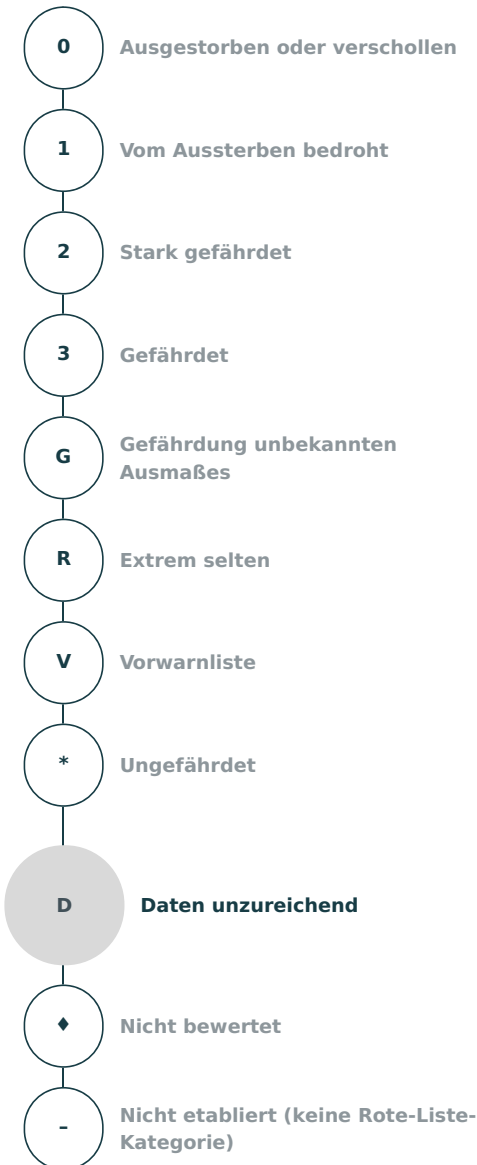 0 Ausgestorben oder verschollen
1 Vom Aussterben bedroht
2 Stark gefährdet
3 Gefährdet
G Gefährdung unbekannten
Ausmaßes
R Extrem selten
V Vorwarnliste
* Ungefährdet
D Daten unzureichend
♦ Nicht bewertet
– Nicht etabliert (keine Rote-Liste-
Kategorie)